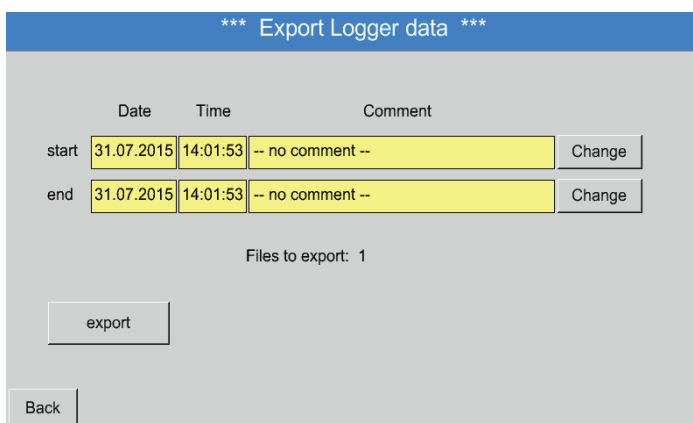 *** Export Logger data ***
Date Time Comment
start 31.07.2015 14:01:53 -- no comment -- Change
end 31.07.2015 14:01:53 -- no comment -- Change
Files to export: 1
export
Back